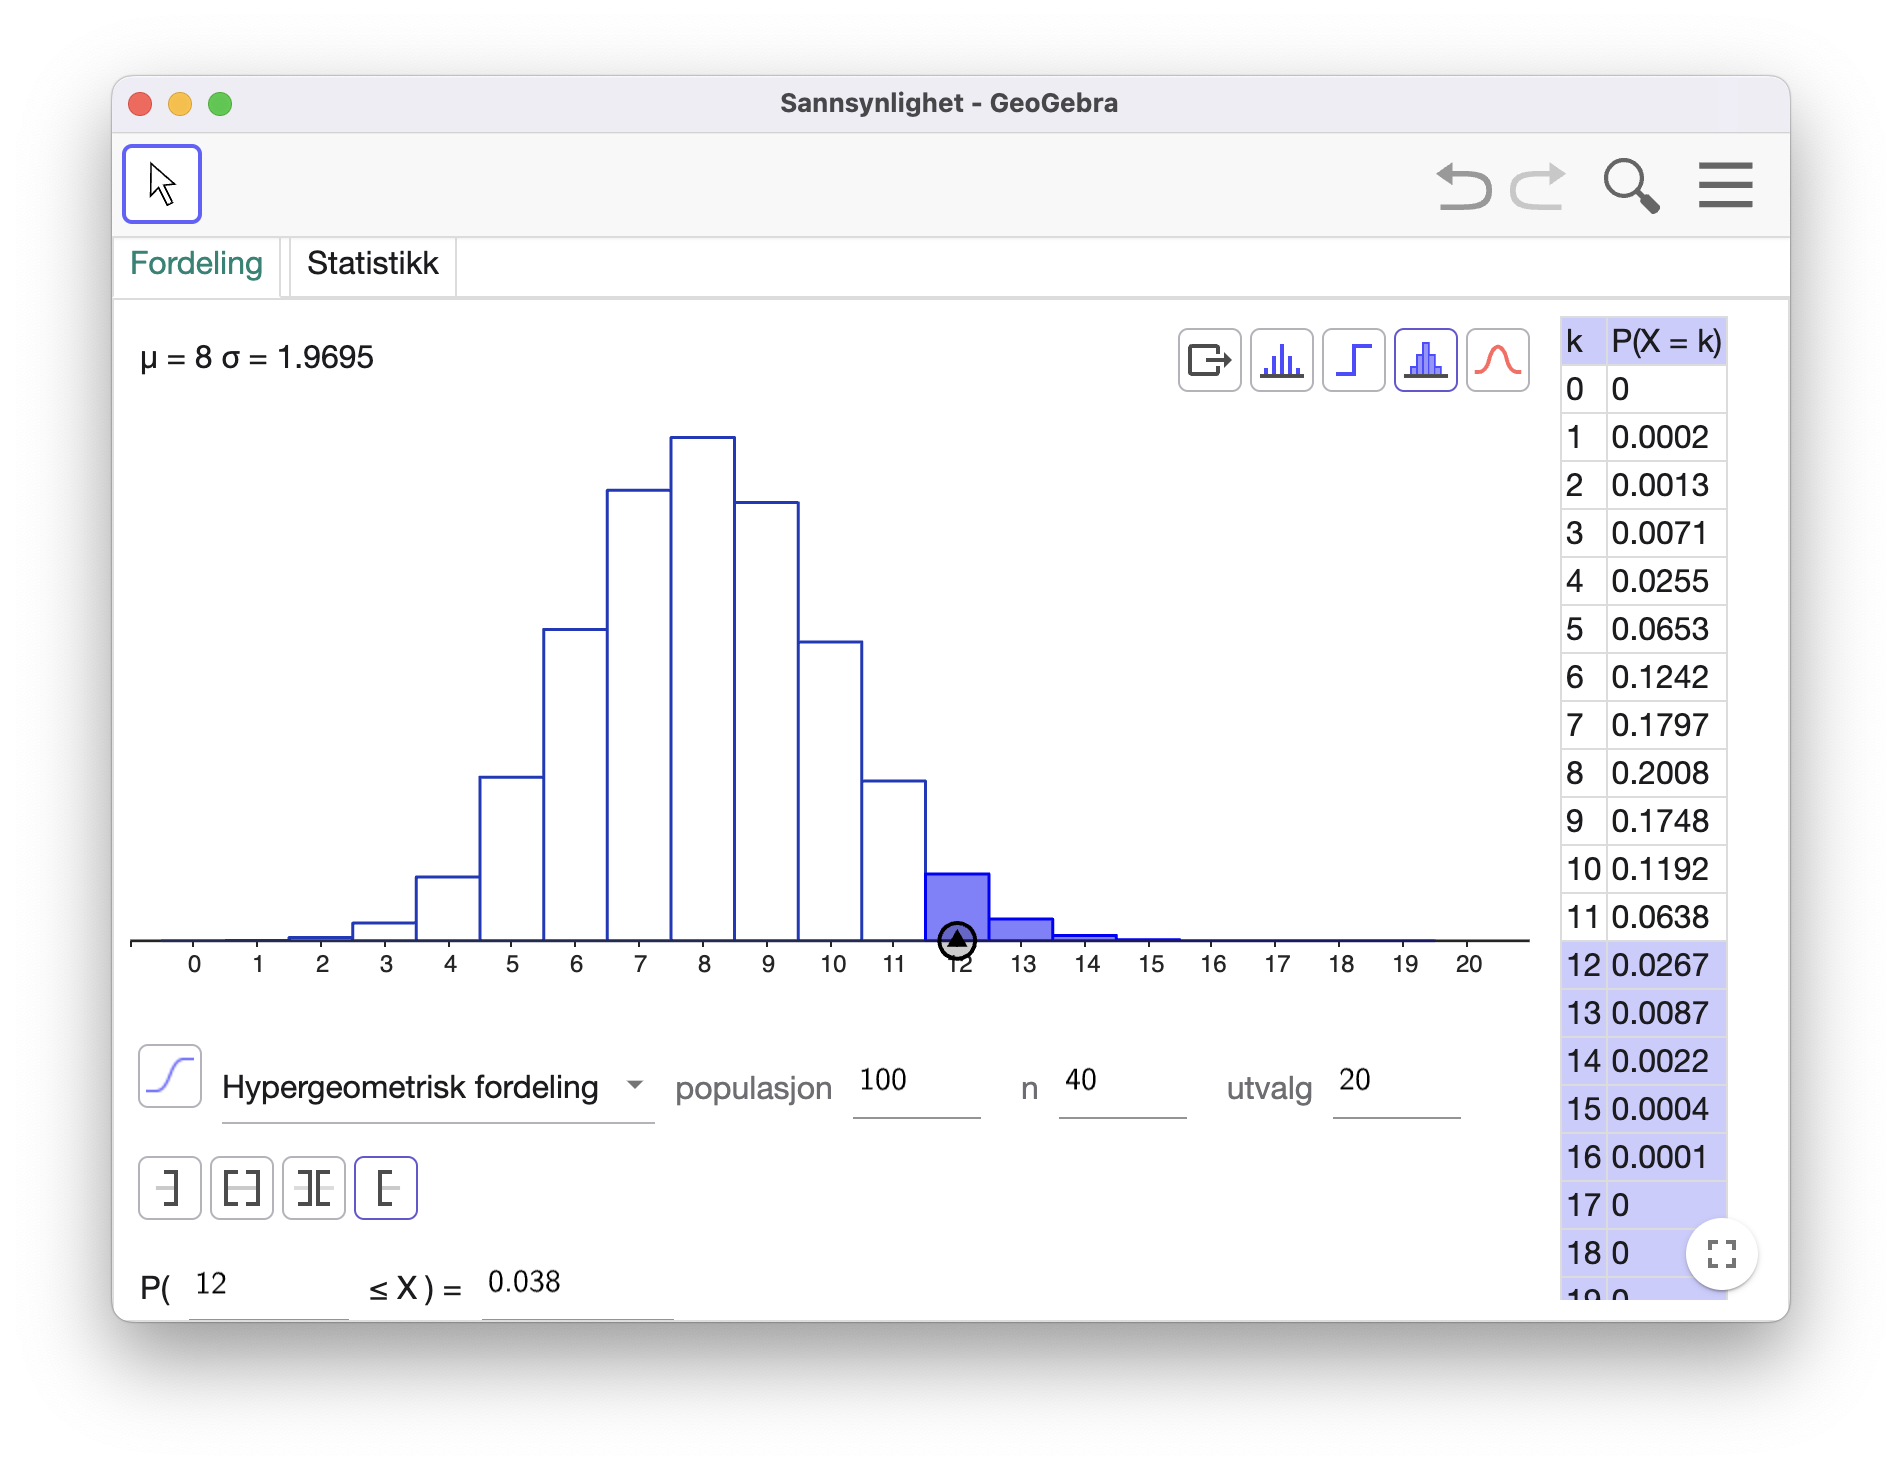 Sannsynlighet - GeoGebra
Fordeling
Statistikk
μ = 8 σ = 1.9695
k P(X = k)
0 0
1 0.0002
2 0.0013
3 0.0071
4 0.0255
5 0.0653
6 0.1242
7 0.1797
8 0.2008
9 0.1748
10 0.1192
11 0.0638
12 0.0267
13 0.0087
14 0.0022
15 0.0004
16 0.0001
17 0
18 0
19 0
0 1 2 3 4 5 6 7 8 9 10 11 12 13 14 15 16 17 18 19 20
Hypergeometrisk fordeling populasjon 100 n 40 utvalg 20
P( 12 ≤ X ) = 0.038